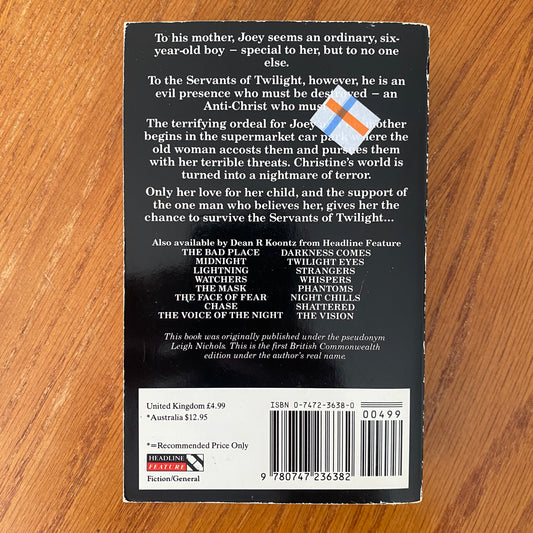 To his mother, Joey seems an ordinary, six-
year-old boy – special to her, but to no one
else.
To the Servants of Twilight, however, he is an
evil presence who must be destroyed – an
Anti-Christ who must
The terrifying ordeal for Joey mother
begins in the supermarket car park where the
old woman accosts them and pursues them
with her terrible threats. Christine's world is
turned into a nightmare of terror.
Only her love for her child, and the support of
the one man who believes her, gives her the
chance to survive the Servants of Twilight...
Also available by Dean R Koontz from Headline Feature
THE BAD PLACE DARKNESS COMES
MIDNIGHT TWILIGHT EYES
LIGHTNING STRANGERS
WATCHERS WHISPERS
THE MASK PHANTOMS
THE FACE OF FEAR NIGHT CHILLS
CHASE SHATTERED
THE VOICE OF THE NIGHT THE VISION
This book was originally published under the pseudonym
Leigh Nichols. This is the first British Commonwealth
edition under the author's real name.
United Kingdom £4.99
*Australia $12.95
*=Recommended Price Only
HEADLINE
FEATURE
Fiction/General
ISBN 0-7472-3638-0
00499
9 780747 236382